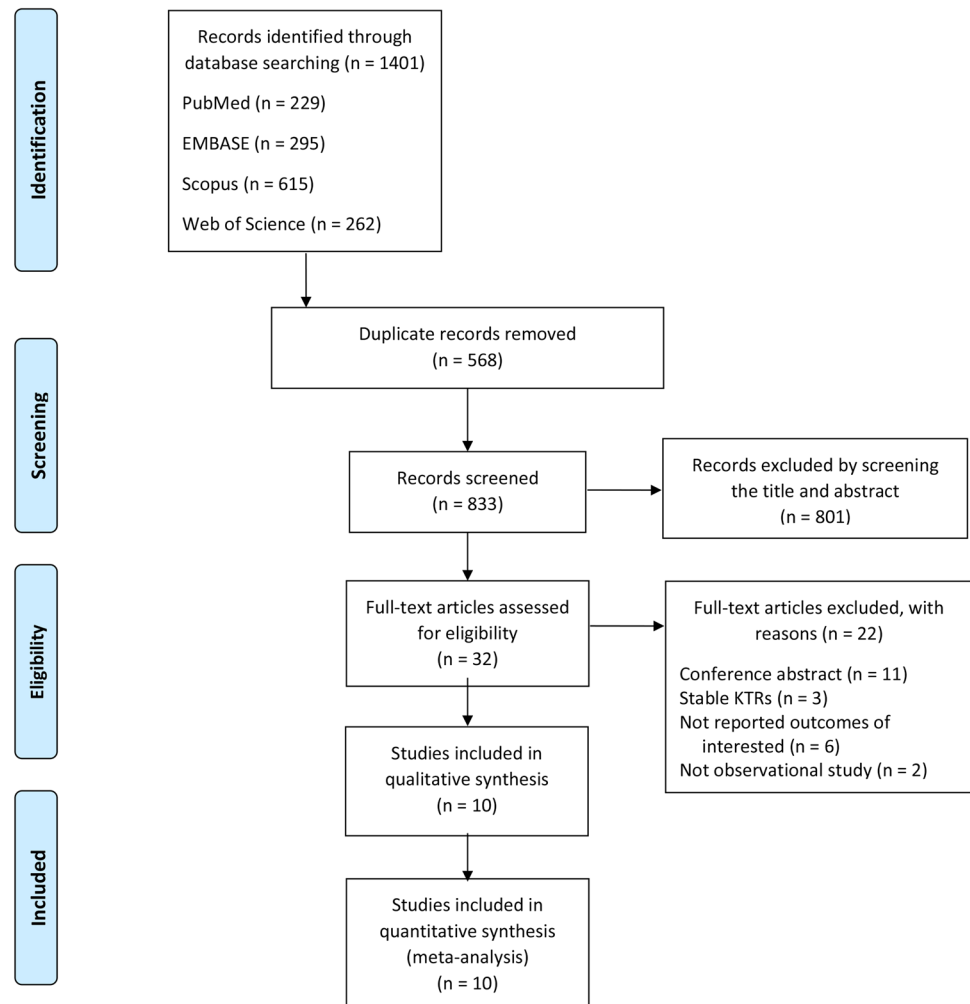 Identification
Records identified through
database searching (n = 1401)
PubMed (n = 229)
EMBASE (n = 295)
Scopus (n = 615)
Web of Science (n = 262)
Duplicate records removed
(n = 568)
Screening
Records screened
n = 833)
Records excluded by screening
the title and abstract
(n = 801)
Eligibility
Full-text articles assessed
for eligibility
(n = 32)
Full-text articles excluded, with
reasons (n = 22)
Conference abstract (n = 11)
Stable KTRs (n = 3)
Not reported outcomes of
interested (n = 6)
Not observational study (n = 2)
Studies included in
qualitative synthesis
(n = 10)
Included
Studies included in
quantitative synthesis
(meta-analysis)
(n = 10)